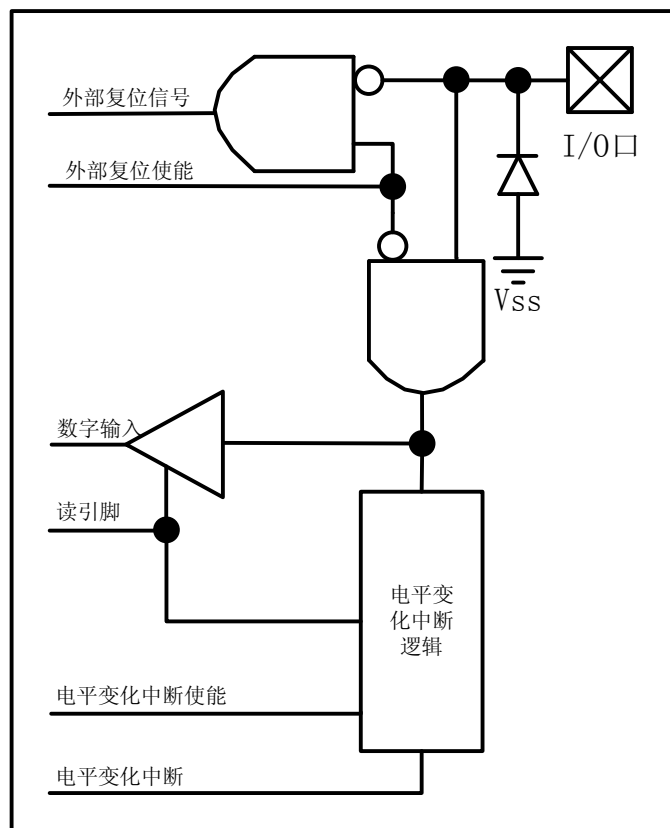 外部复位信号
I/O口
外部复位使能
Vss
数字输入
读引脚
电平变
化中断
逻辑
电平变化中断使能
电平变化中断